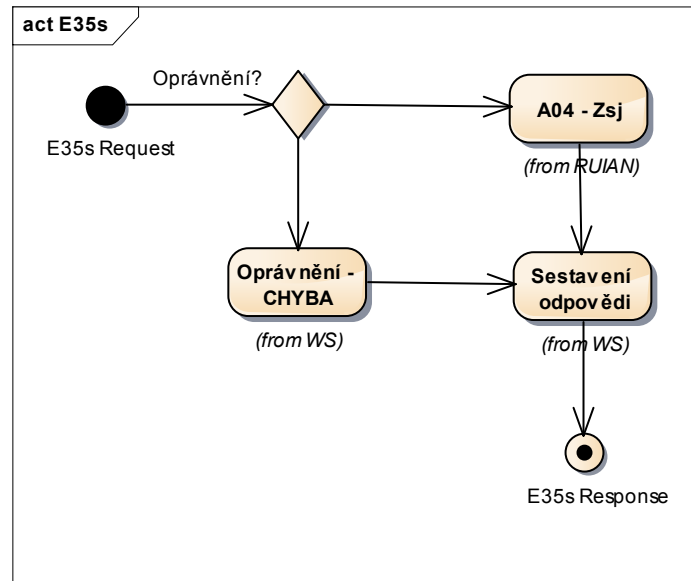 act E35s
Oprávnění?
E35s Request
A04 - Zsj
(from RUIAN)
Oprávnění -
CHYBA
(from WS)
Sestavení
odpovědi
(from WS)
E35s Response